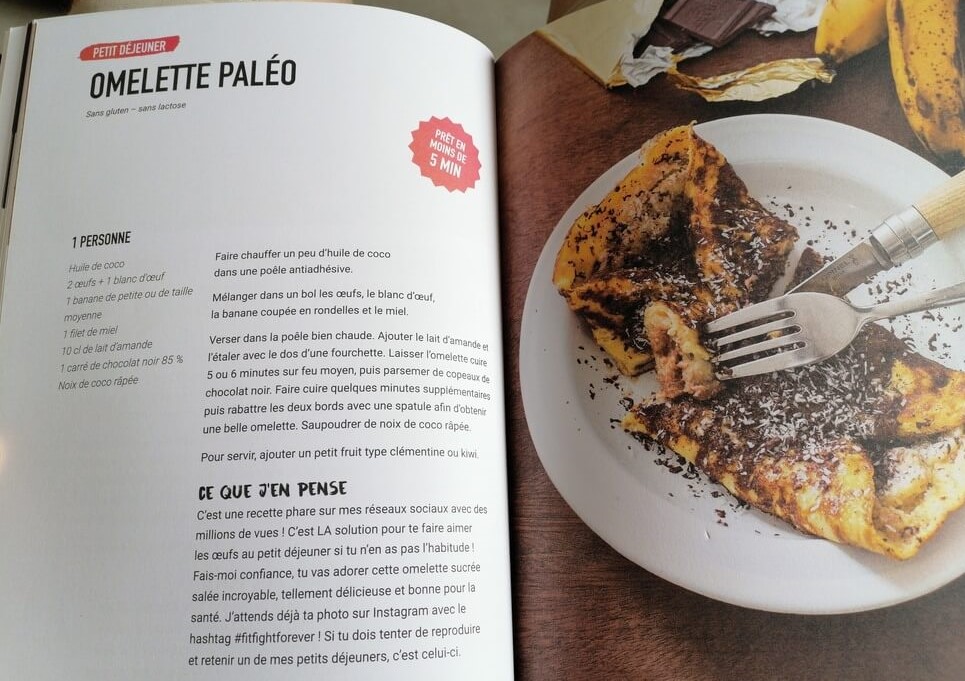 PETIT DÉJEUNER
OMELETTE PALÉO
Sans gluten – sans lactose
PRÊT EN
MOINS DE
5 MIN
1 PERSONNE
Huile de coco
2 œufs + 1 blanc d'œuf
1 banane de petite ou de taille
moyenne
1 filet de miel
10 cl de lait d'amande
1 carré de chocolat noir 85 %
Noix de coco râpée
Faire chauffer un peu d'huile de coco
dans une poêle antiadhésive.
Mélanger dans un bol les œufs, le blanc d'œuf,
la banane coupée en rondelles et le miel.
Verser dans la poêle bien chaude. Ajouter le lait d'amande et
l'étaler avec le dos d'une fourchette. Laisser l'omelette cuire
5 ou 6 minutes sur feu moyen, puis parsemer de copeaux de
chocolat noir. Faire cuire quelques minutes supplémentaires
puis rabattre les deux bords avec une spatule afin d'obtenir
une belle omelette. Saupoudrer de noix de coco râpée.
Pour servir, ajouter un petit fruit type clémentine ou kiwi.
CE QUE J'EN PENSE
C'est une recette phare sur mes réseaux sociaux avec des
millions de vues ! C'est LA solution pour te faire aimer
les œufs au petit déjeuner si tu n'en as pas l'habitude !
Fais-moi confiance, tu vas adorer cette omelette sucrée
salée incroyable, tellement délicieuse et bonne pour la
santé. J'attends déjà ta photo sur Instagram avec le
hashtag #fitfightforever ! Si tu dois tenter de reproduire
et retenir un de mes petits déjeuners, c'est celui-ci.